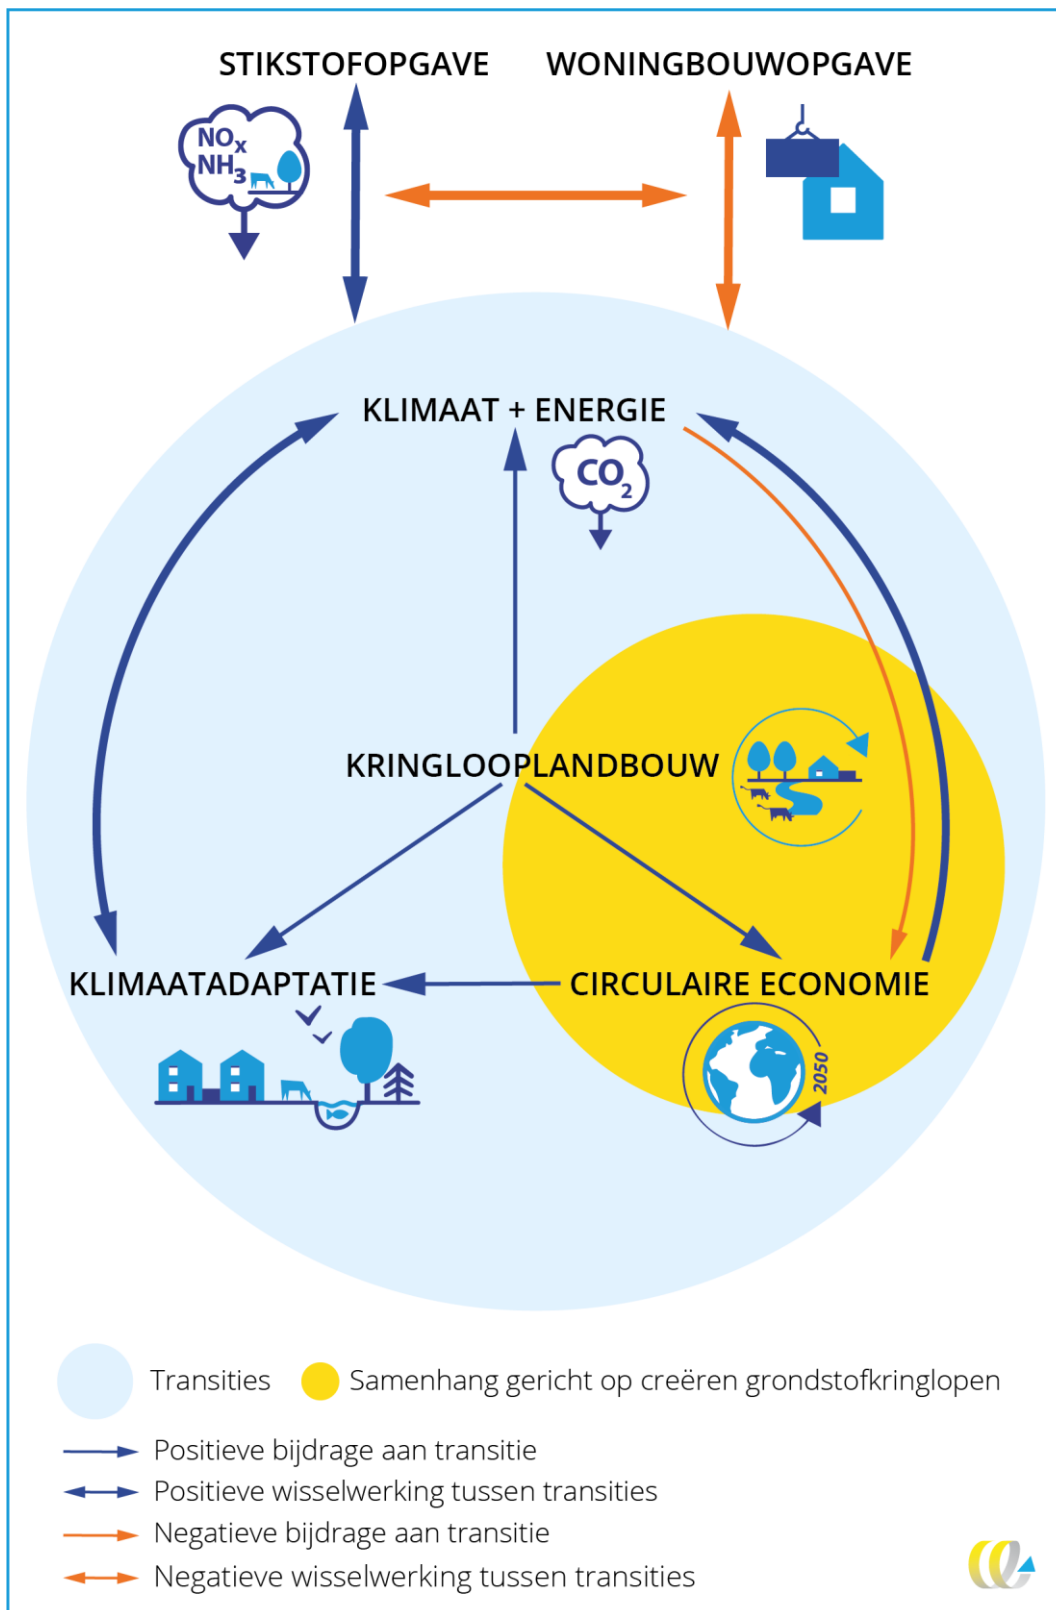 STIKSTOFOPGAVE
WONINGBOUWOPGAVE
NOx
NH3
KLIMAAT + ENERGIE
CO2
KRINGLOOPLANDBOUW
KLIMAATADAPTATIE
CIRCULAIRE ECONOMIE
2050
Transities
Samenhang gericht op creëren grondstofkringlopen
Positieve bijdrage aan transitie
Positieve wisselwerking tussen transities
Negatieve bijdrage aan transitie
Negatieve wisselwerking tussen transities